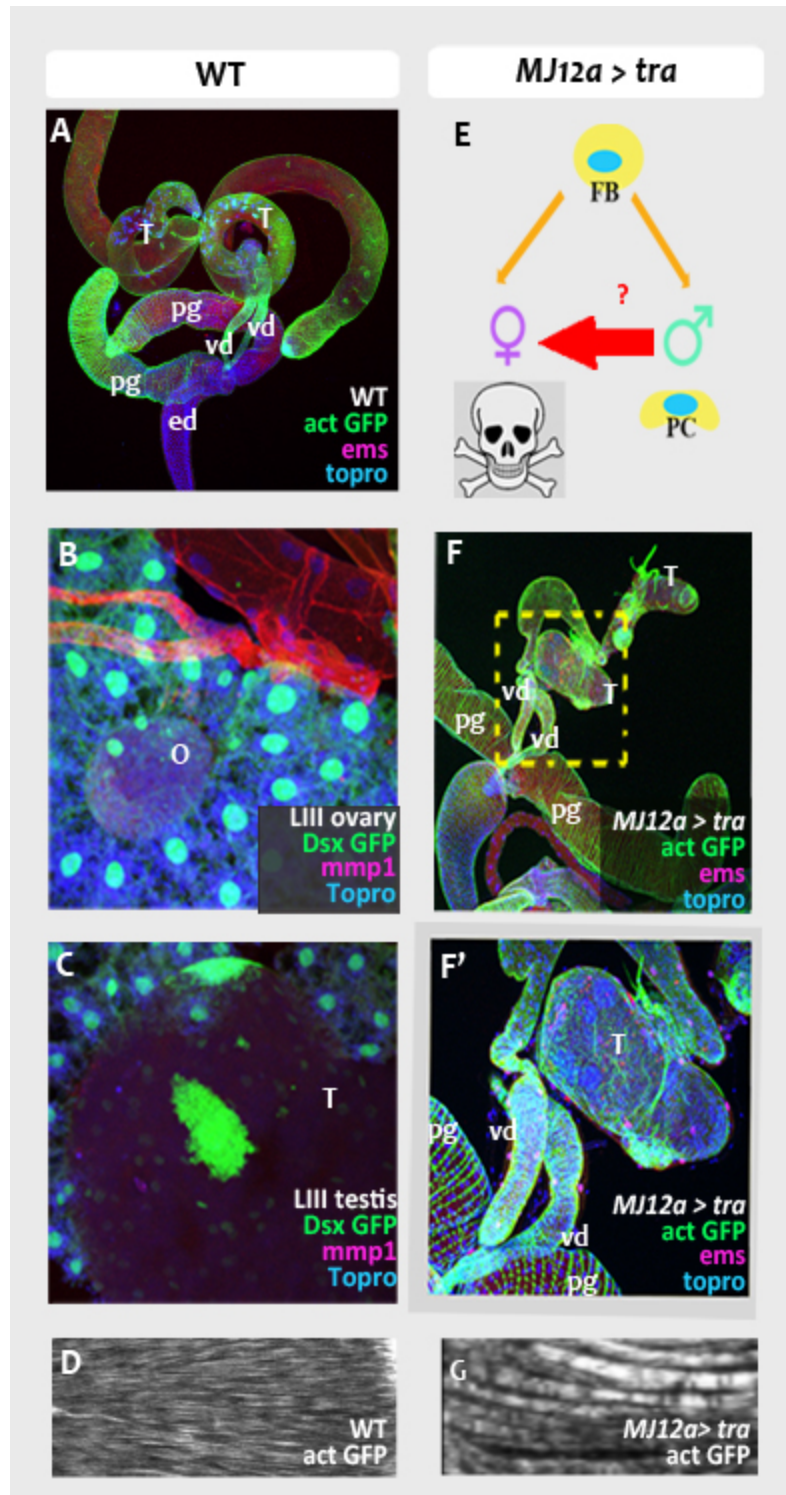 WT
MJ12a > tra
A
T
T
pg
vd
vd
pg
ed
WT
act GFP
ems
topro
E
FB
?
PC
B
O
LIII ovary
Dsx GFP
mmp1
Topro
F
T
T
vd
pg
vd
pg
MJ12a > tra
act GFP
ems
topro
C
T
LIII testis
Dsx GFP
mmp1
Topro
F’
T
pg
vd
vd
pg
MJ12a > tra
act GFP
ems
topro
D
WT
act GFP
G
MJ12a> tra
act GFP